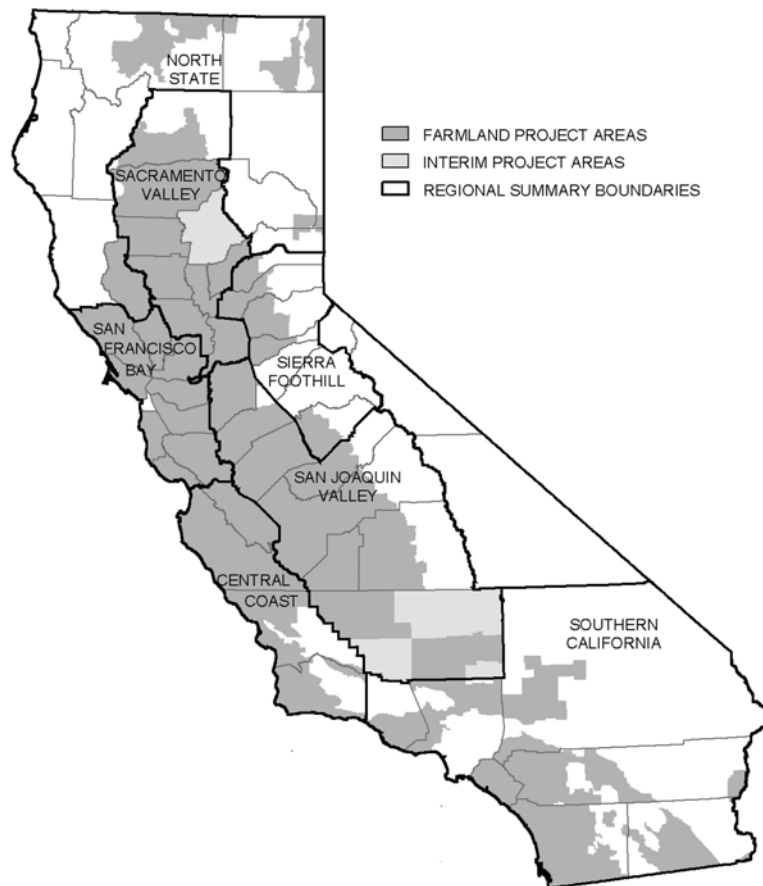 NORTH
STATE
FARMLAND PROJECT AREAS
INTERIM PROJECT AREAS
REGIONAL SUMMARY BOUNDARIES
SACRAMENTO
VALLEY
SAN
FRANCISCO
BAY
SIERRA
FOOTHILL
SAN JOAQUIN
VALLEY
CENTRAL
COAST
SOUTHERN
CALIFORNIA